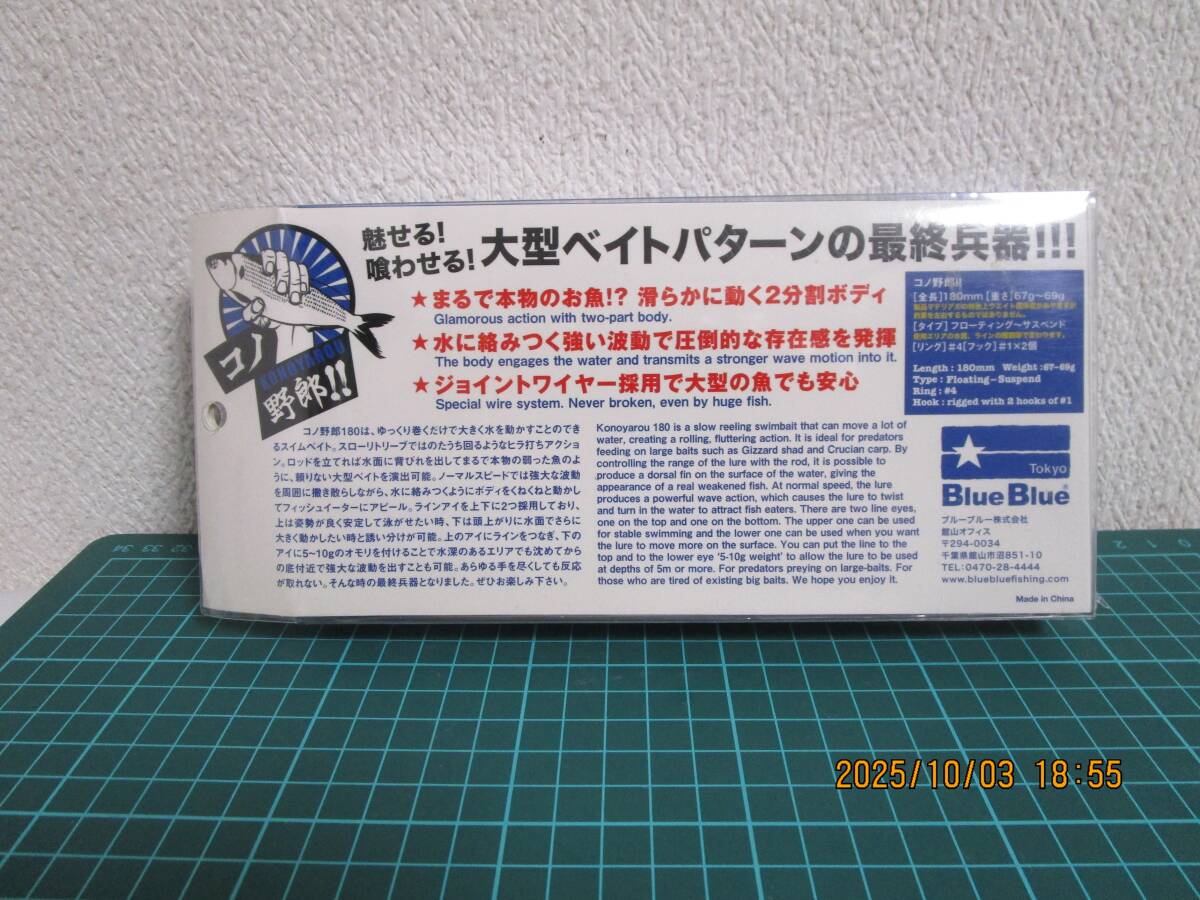 魅せる!
喰わせる!
大型ベイトパターンの最終兵器!!!
コノ
KONOYAROU
野郎!!
★まるで本物のお魚!? 滑らかに動く2分割ボディ
Glamorous action with two-part body.
★水に絡みつく強い波動で圧倒的な存在感を発揮
The body engages the water and transmits a stronger wave motion into it.
★ジョイントワイヤー採用で大型の魚でも安心
Special wire system. Never broken, even by huge fish.
コノ野郎!!
[全長]180mm [重さ]67g〜69g
[タイプ] フローティング〜サスペンド
[リンク]#4[フック]#1×2個
Length : 180mm Weight :67-69g
Type : Floating~Suspend
Ring : #4
Hook : rigged with 2 hooks of #1
コノ野郎180は、ゆっくり巻くだけで大きく水を動かすことのでき
るスイムベイト。スローリトリーブではのたうち回るようなヒラ打ちアクショ
ン。ロッドを立てれば水面に背びれを出してまるで本物の弱った魚のよ
うに、頼りない大型ベイトを演出可能。ノーマルスピードでは強大な波動
を周囲に撒き散らしながら、水に絡みつくようにボディをくねくねと動かし
てフィッシュイーターにアピール。ラインアイを上下に2つ採用しており、
上は姿勢が良く安定して泳がせたい時、下は頭上がりに水面でさらに
大きく動かしたい時と誘い分けが可能。上のアイにラインをつなぎ、下の
アイに5~10gのオモリを付けることで水深のあるエリアでも沈めてから
の底付近で強大な波動を出すことも可能。あらゆる手を尽くしても反応
が取れない。そんな時の最終兵器となりました。ぜひお楽しみ下さい。
Konoyarou 180 is a slow reeling swimbait that can move a lot of
water, creating a rolling, fluttering action. It is ideal for predators
feeding on large baits such as Gizzard shad and Crucian carp. By
controlling the range of the lure with the rod, it is possible to
produce a dorsal fin on the surface of the water, giving the
appearance of a real weakened fish. At normal speed, the lure
produces a powerful wave action, which causes the lure to twist
and turn in the water to attract fish eaters. There are two line eyes,
one on the top and one on the bottom. The upper one can be used
for stable swimming and the lower one can be used when you want
the lure to move more on the surface. You can put the line to the
top and to the lower eye '5-10g weight' to allow the lure to be used
at depths of 5m or more. For predators preying on large-baits. For
those who are tired of existing big baits. We hope you enjoy it.
Tokyo
BlueBlue®
ブルーブルー株式会社
館山オフィス
〒294-0034
千葉県館山市沼851-10
TEL:0470-28-4444
www.bluebluefishing.com
Made in China
34 33 32
2025/10/03 18:55